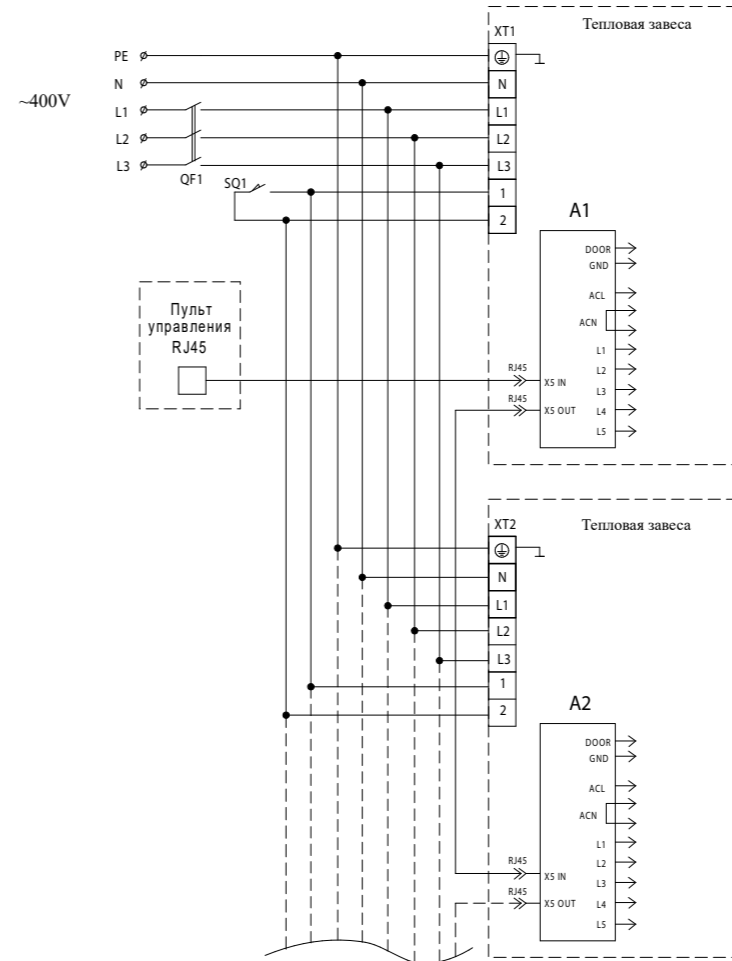 Тепловая завеса
XT1
PE
N
N
~400V
L1
L1
L2
L2
L3
L3
QF1
SQ1
1
2
A1
DOOR
GND
ACL
ACN
L1
L2
L3
L4
L5
Пульт
управления
RJ45
RJ45
X5 IN
RJ45
X5 OUT
Тепловая завеса
XT2
N
L1
L2
L3
1
2
A2
DOOR
GND
ACL
ACN
L1
L2
L3
L4
L5
RJ45
X5 IN
RJ45
X5 OUT